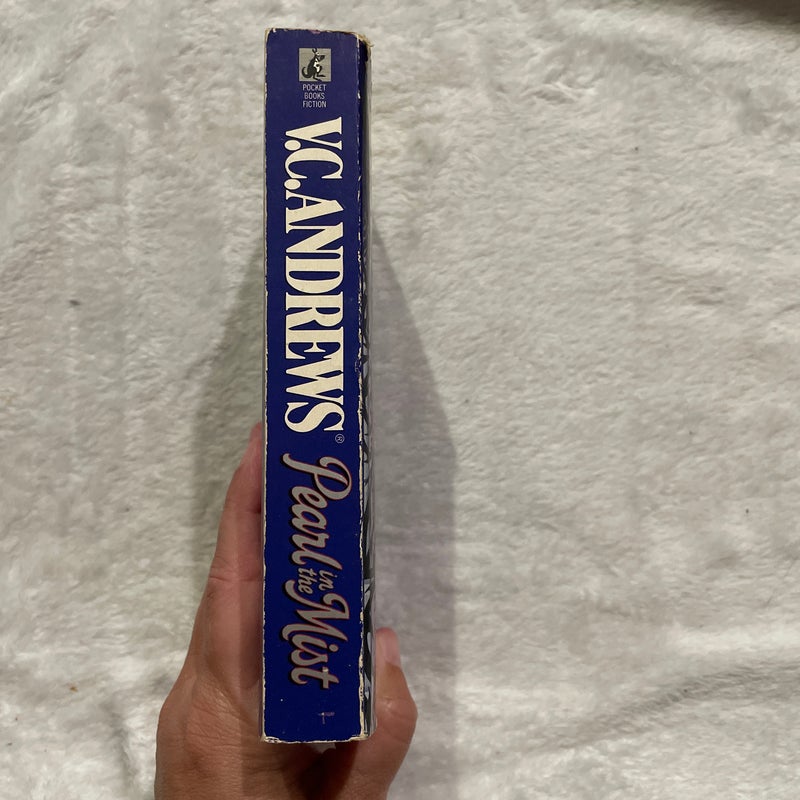 POCKET
BOOKS
FICTION
V.C. ANDREWS®
Pearl
in
the
Mist